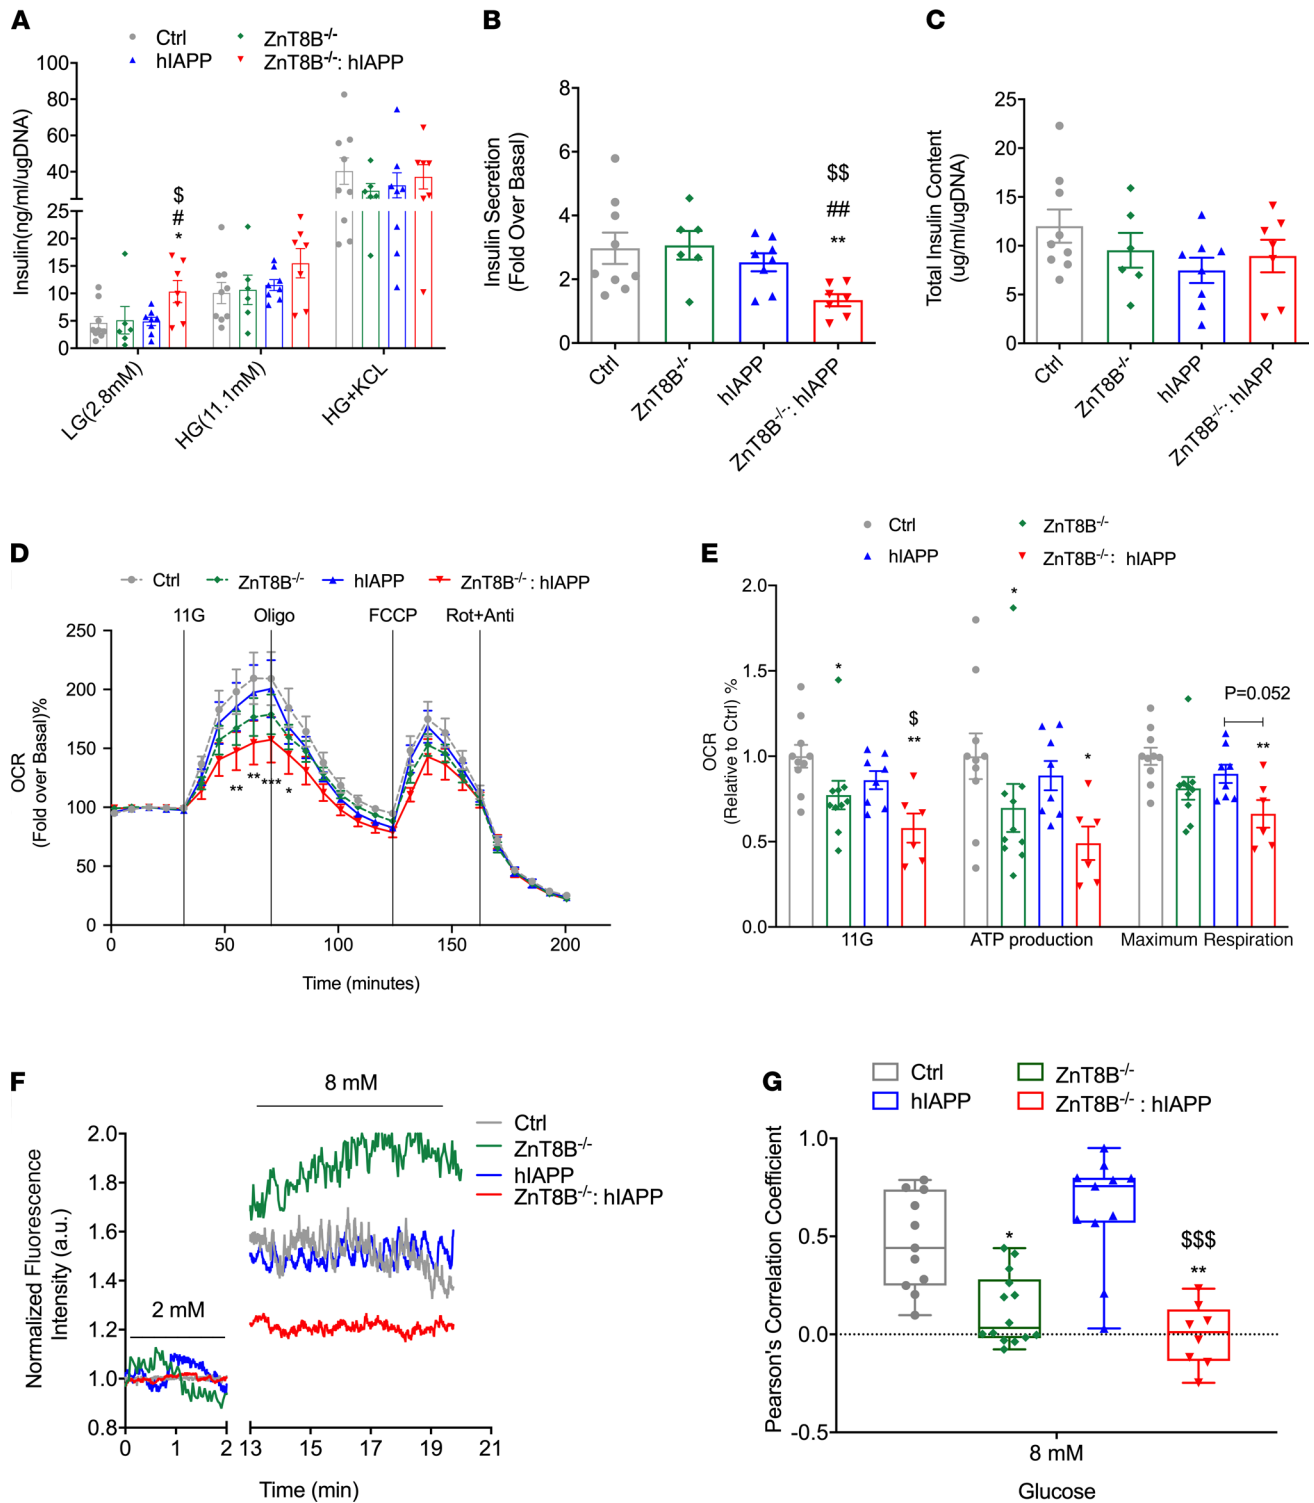 A
Ctrl
ZnT8B-/-
hIAPP
ZnT8B-/-: hIAPP
Insulin(ng/ml/ugDNA)
100
80
60
40
25
20
15
10
5
0
$
#
*
LG(2.8mM)
HG(11.1mM)
HG+KCL
B
Insulin Secretion
(Fold Over Basal)
8
6
4
2
0
$$
##
**
Ctrl
ZnT8B-/-
hIAPP
ZnT8B-/-: hIAPP
C
Total Insulin Content
(ug/ml/ugDNA)
25
20
15
10
5
0
Ctrl
ZnT8B-/-
hIAPP
ZnT8B-/-: hIAPP
D
Ctrl
ZnT8B-/-
hIAPP
ZnT8B-/-: hIAPP
11G
Oligo
FCCP
Rot+Anti
OCR
(Fold over Basal)%
250
200
150
100
50
0
**
**
***
*
0
50
100
150
200
Time (minutes)
E
Ctrl
ZnT8B-/-
hIAPP
ZnT8B-/-: hIAPP
OCR
(Relative to Ctrl) %
2.0
1.5
1.0
0.5
0.0
*
$
**
*
*
P=0.052
**
11G
ATP production
Maximum Respiration
F
8 mM
Ctrl
ZnT8B-/-
hIAPP
ZnT8B-/-: hIAPP
Normalized Fluorescence
Intensity (a.u.)
2.0
1.8
1.6
1.4
1.2
1.0
0.8
2 mM
0
1
2
13
15
17
19
21
Time (min)
G
Ctrl
ZnT8B-/-
hIAPP
ZnT8B-/-: hIAPP
Pearson's Correlation Coefficient
1.0
0.5
0.0
-0.5
*
$$$
**
8 mM
Glucose